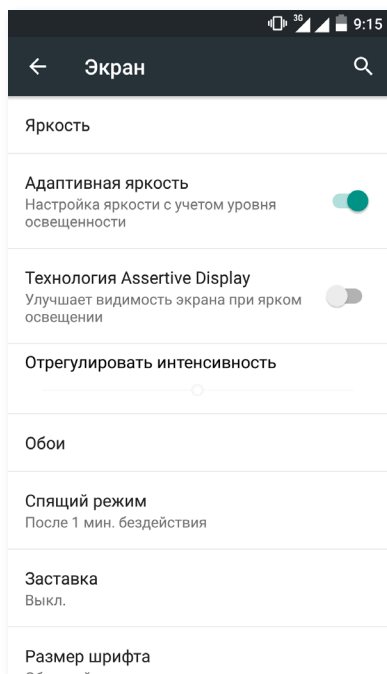 3G 9:15
Экран
Яркость
Адаптивная яркость
Настройка яркости с учетом уровня
освещенности
Технология Assertive Display
Улучшает видимость экрана при ярком
освещении
Отрегулировать интенсивность
Обои
Спящий режим
После 1 мин. бездействия
Заставка
Выкл.
Размер шрифта